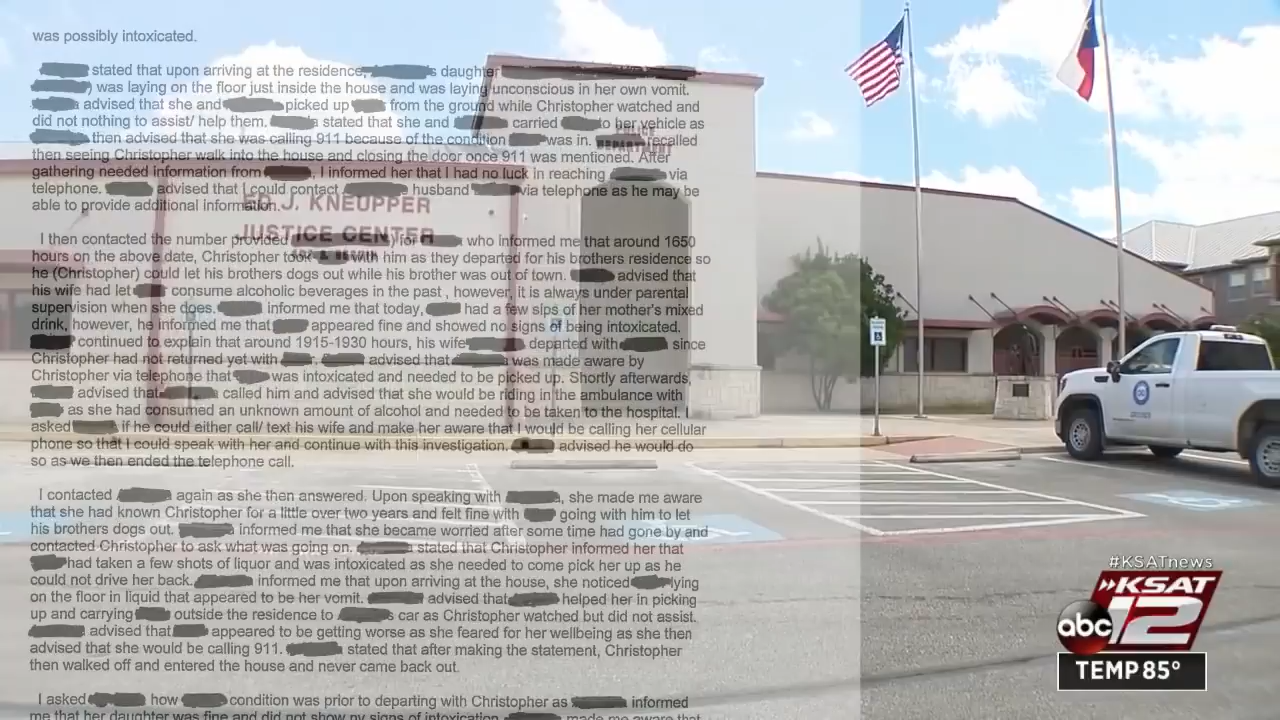 was possibly intoxicated.
stated that upon arriving at the residence, s daughter
) was laying on the floor just inside the house and was laying unconscious in her own vomit.
advised that she and picked up from the ground while Christopher watched and
did not nothing to assist/ help them. stated that she and carried to her vehicle as
then advised that she was calling 911 because of the condition was in. recalled
then seeing Christopher walk into the house and closing the door once 911 was mentioned. After
gathering needed information from , I informed her that I had no luck in reaching via
telephone. advised that I could contact husband via telephone as he may be
able to provide additional information.
ED J. KNEUPPER
JUSTICE CENTER
I then contacted the number provided ) for who informed me that around 1650
hours on the above date, Christopher took with him as they departed for his brothers residence so
he (Christopher) could let his brothers dogs out while his brother was out of town. advised that
his wife had let consume alcoholic beverages in the past , however, it is always under parental
supervision when she does. informed me that today, had a few sips of her mother's mixed
drink, however, he informed me that appeared fine and showed no signs of being intoxicated.
continued to explain that around 1915-1930 hours, his wife departed with since
Christopher had not returned yet with . advised that was made aware by
Christopher via telephone that was intoxicated and needed to be picked up. Shortly afterwards,
advised that called him and advised that she would be riding in the ambulance with
as she had consumed an unknown amount of alcohol and needed to be taken to the hospital. I
asked if he could either call/ text his wife and make her aware that I would be calling her cellular
phone so that I could speak with her and continue with this investigation. advised he would do
so as we then ended the telephone call.
I contacted again as she then answered. Upon speaking with , she made me aware
that she had known Christopher for a little over two years and felt fine with going with him to let
his brothers dogs out. informed me that she became worried after some time had gone by and
contacted Christopher to ask what was going on. stated that Christopher informed her that
had taken a few shots of liquor and was intoxicated as she needed to come pick her up as he
could not drive her back. informed me that upon arriving at the house, she noticed lying
on the floor in liquid that appeared to be her vomit. advised that helped her in picking
up and carrying outside the residence to s car as Christopher watched but did not assist.
advised that appeared to be getting worse as she feared for her wellbeing as she then
advised that she would be calling 911. stated that after making the statement, Christopher
then walked off and entered the house and never came back out.
I asked how condition was prior to departing with Christopher as informed
me that her daughter was fine and did not show ny signs of intoxication made me aware that
#KSATnews
KSAT
abc 12
TEMP 85°